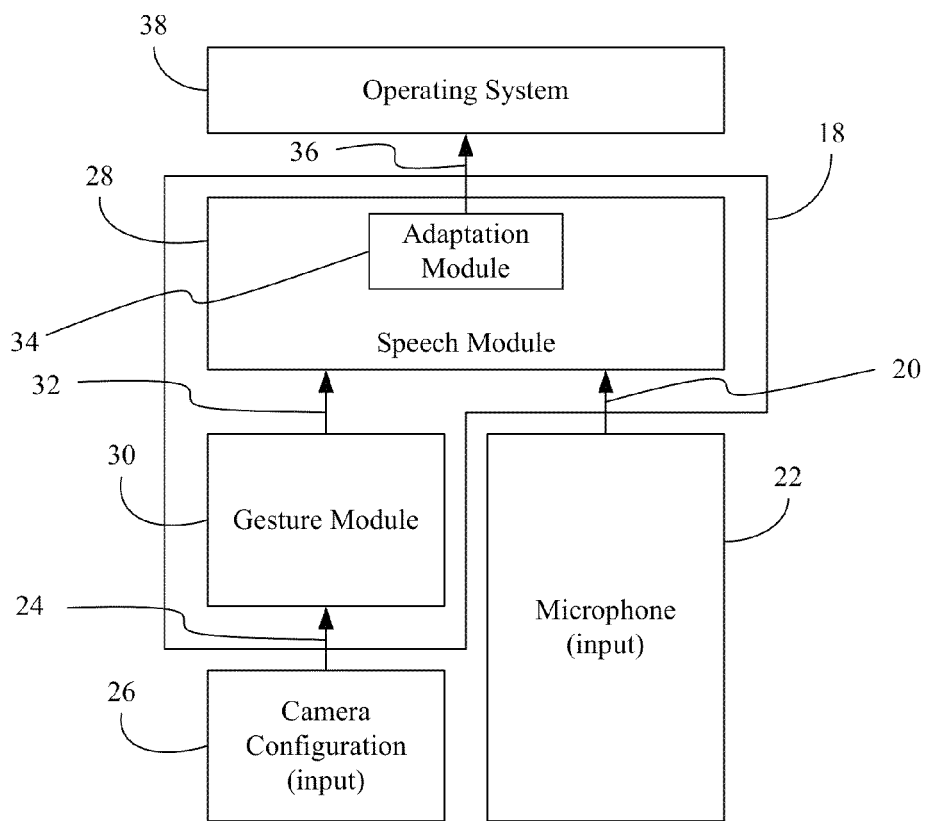 38
Operating System
36
18
28
Adaptation
Module
34
Speech Module
32
20
30
22
Gesture Module
24
Microphone
(input)
26
Camera
Configuration
(input)